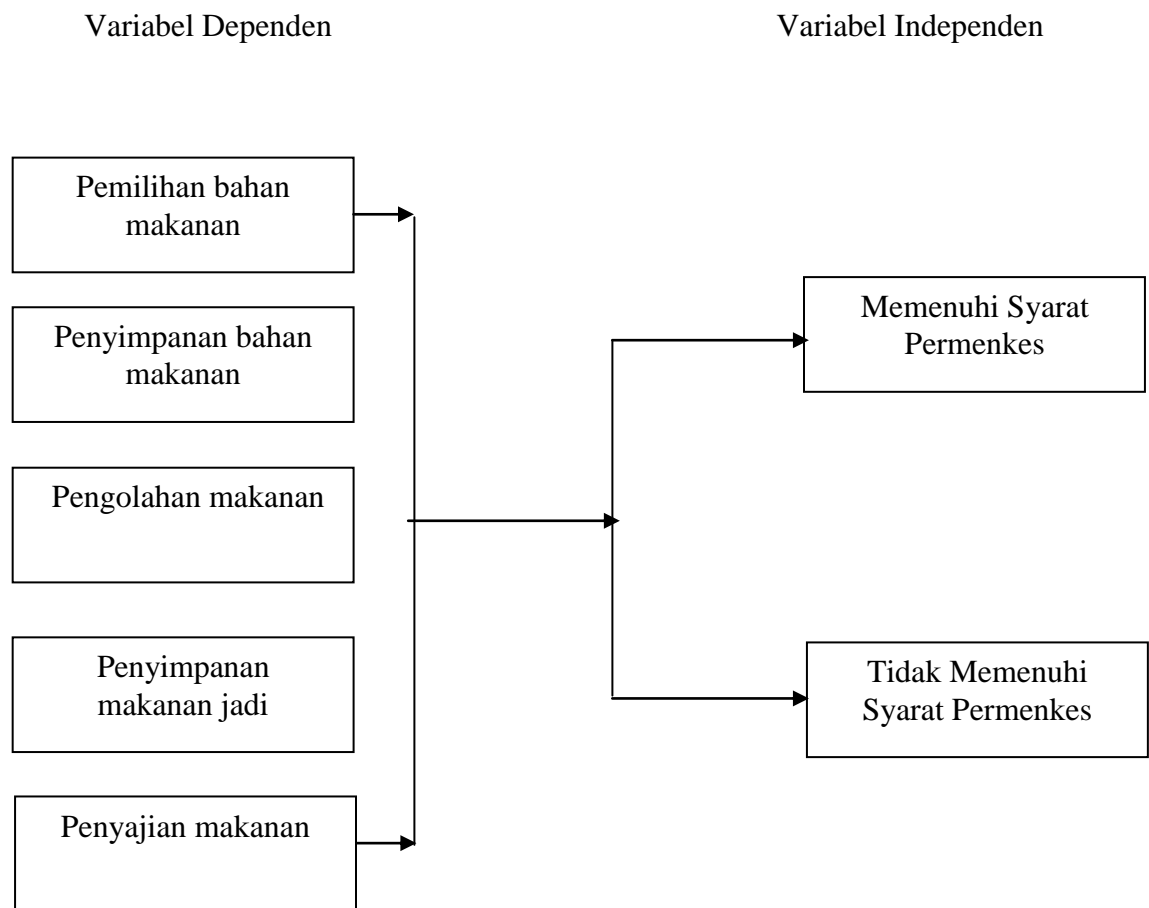 Variabel Dependen
Variabel Independen
Pemilihan bahan
makanan
Penyimpanan bahan
makanan
Pengolahan makanan
Penyimpanan
makanan jadi
Penyajian makanan
Memenuhi Syarat
Permenkes
Tidak Memenuhi
Syarat Permenkes